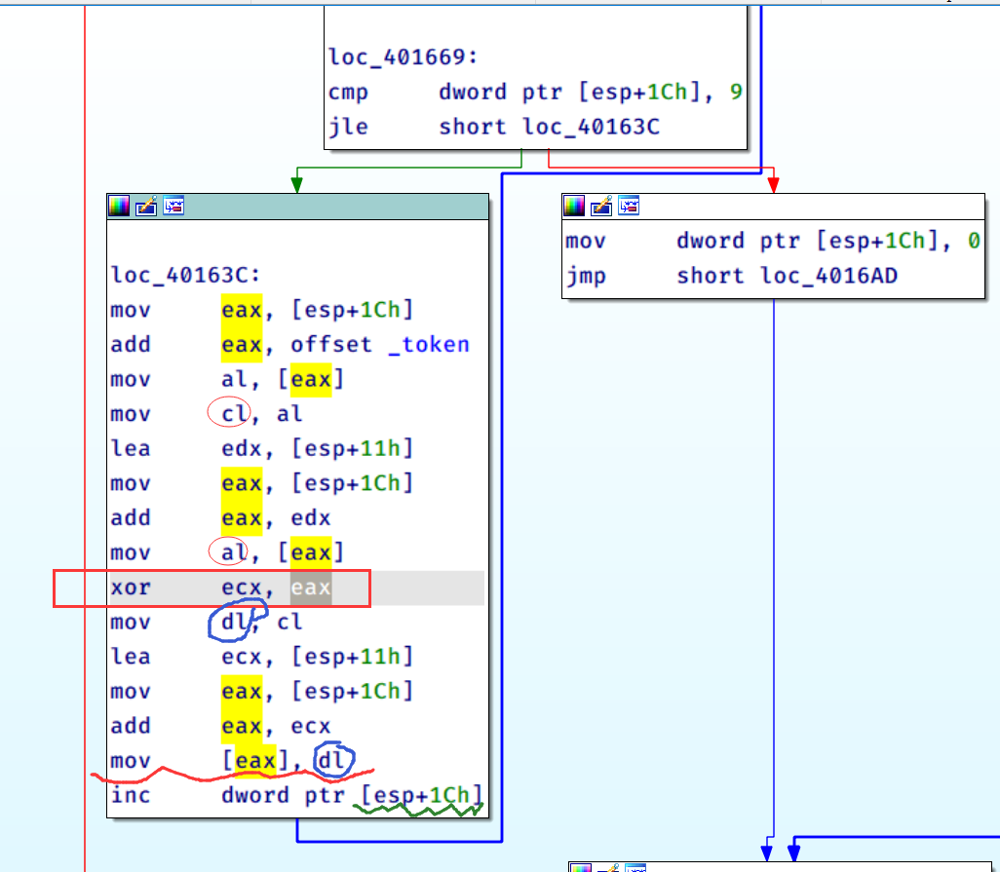 loc_401669:
cmp dword ptr [esp+1Ch], 9
jle short loc_40163C
loc_40163C:
mov eax, [esp+1Ch]
add eax, offset _token
mov al, [eax]
mov cl, al
lea edx, [esp+11h]
mov eax, [esp+1Ch]
add eax, edx
mov al, [eax]
xor ecx, eax
mov dl, cl
lea ecx, [esp+11h]
mov eax, [esp+1Ch]
add eax, ecx
mov [eax], dl
inc dword ptr [esp+1Ch]
mov dword ptr [esp+1Ch], 0
jmp short loc_4016AD